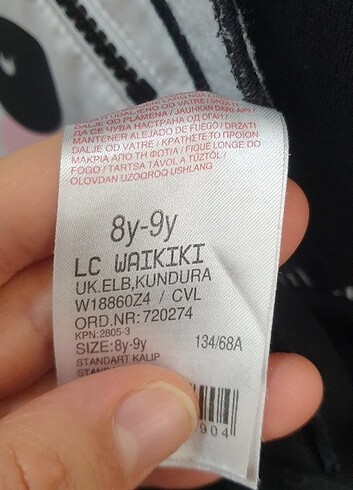 DALJE OD PLAMENA / JAUHKAN DARI API /
ДА СЕ ЧУВА НАСТРАНА ОД ОГАН /
MANTENER ALEJADO DE FUEGO / DRŽATI
DALJE OD VATRE / ΚΡΑΤΗΣΤΕ ΤΟ ΠΡΟΪΟΝ
ΜΑΚΡΙΑ ΑΠΟ ΤΗ ΦΩΤΙΑ / FIQUE LONGE DO
FOGO / TARTSA TÁVOL A TŰZTŐL /
OLOVDAN UZOQROQ USHLANG
8y-9y
LC WAIKIKI
UK.ELB,KUNDURA
W18860Z4 / CVL
ORD.NR: 720274
KPN:2805-3
SIZE:8y-9y 134/68A
STANDART KALIP
904